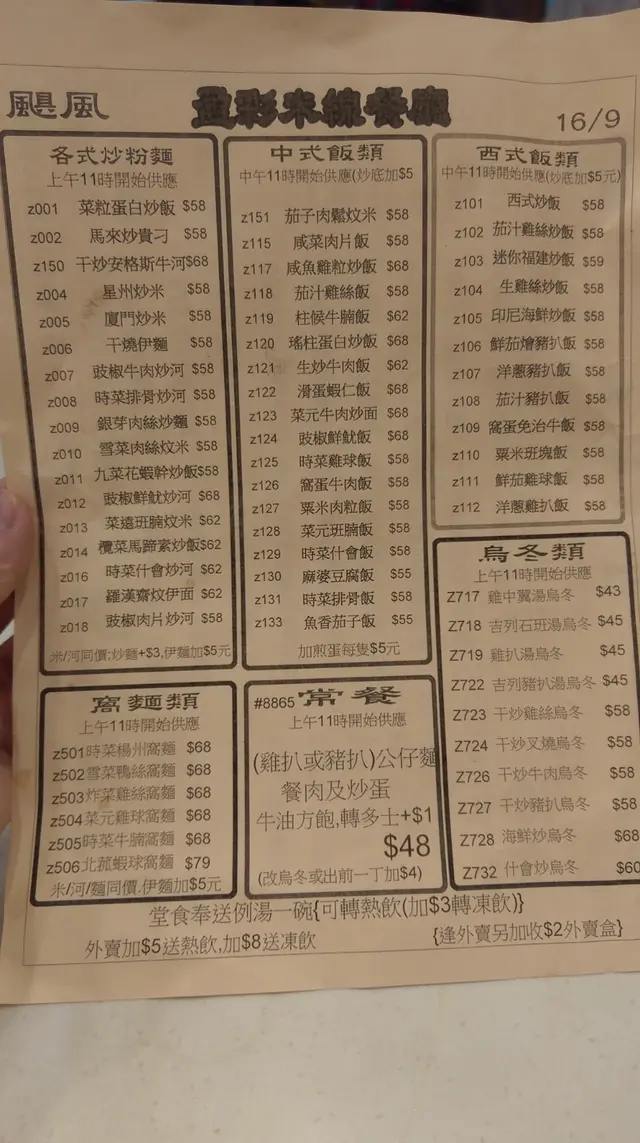 颶風
盈彩米線餐廳
16/9
各式炒粉麵
上午11時開始供應
z001 菜粒蛋白炒飯 $58
z002 馬來炒貴刁 $58
z150 干炒安格斯牛河$68
z004 星州炒米 $58
z005 廈門炒米 $58
z006 干燒伊麵 $58
z007 豉椒牛肉炒河 $58
z008 時菜排骨炒河 $58
z009 銀芽肉絲炒麵 $58
z010 雪菜肉絲炆米 $58
z011 九菜花蝦幹炒飯$58
z012 豉椒鮮魷炒河 $68
z013 菜遠班腩炆米 $62
z014 欖菜馬蹄素炒飯$62
z016 時菜什會炒河 $62
z017 羅漢齋炆伊面 $62
z018 豉椒肉片炒河 $58
米/河同價;炒麵+$3,伊麵加$5元
中式飯類
中午11時開始供應(炒底加$5
z151 茄子肉鬆炆米 $58
z115 咸菜肉片飯 $58
z117 咸魚雞粒炒飯 $68
z118 茄汁雞絲飯 $58
z119 柱候牛腩飯 $62
z120 瑤柱蛋白炒飯 $68
z121 生炒牛肉飯 $62
z122 滑蛋蝦仁飯 $68
z123 菜元牛肉炒面 $68
z124 豉椒鮮魷飯 $68
z125 時菜雞球飯 $58
z126 窩蛋牛肉飯 $58
z127 粟米肉粒飯 $58
z128 菜元班腩飯 $58
z129 時菜什會飯 $58
z130 麻婆豆腐飯 $55
z131 時菜排骨飯 $58
z133 魚香茄子飯 $55
加煎蛋每隻$5元
西式飯類
中午11時開始供應(炒底加$5元)
z101 西式炒飯 $58
z102 茄汁雞絲炒飯 $58
z103 迷你福建炒飯 $59
z104 生雞絲炒飯 $58
z105 印尼海鮮炒飯 $58
z106 鮮茄燴豬扒飯 $58
z107 洋蔥豬扒飯 $58
z108 茄汁豬扒飯 $58
z109 窩蛋免治牛飯 $58
z110 粟米班塊飯 $58
z111 鮮茄雞球飯 $58
z112 洋蔥雞扒飯 $58
烏冬類
上午11時開始供應
Z717 雞中翼湯烏冬 $43
Z718 吉列石班湯烏冬 $45
Z719 雞扒湯烏冬 $45
Z722 吉列豬扒湯烏冬 $45
Z723 干炒雞絲烏冬 $58
Z724 干炒叉燒烏冬 $58
Z726 干炒牛肉烏冬 $58
Z727 干炒豬扒烏冬 $58
Z728 海鮮炒烏冬 $68
Z732 什會炒烏冬 $60
窩麵類
上午11時開始供應
z501時菜楊州窩麵 $68
z502雪菜鴨絲窩麵 $68
z503炸菜雞絲窩麵 $68
z504菜元雞球窩麵 $68
z505時菜牛腩窩麵 $68
z506北菰蝦球窩麵 $79
米/河/麵同價.伊麵加$5元
#8865常餐
上午11時開始供應
(雞扒或豬扒)公仔麵
餐肉及炒蛋
牛油方飽,轉多士+$1
$48
(改烏冬或出前一丁加$4)
堂食奉送例湯一碗{可轉熱飲(加$3轉凍飲)}
外賣加$5送熱飲,加$8送凍飲
{逢外賣另加收$2外賣盒}